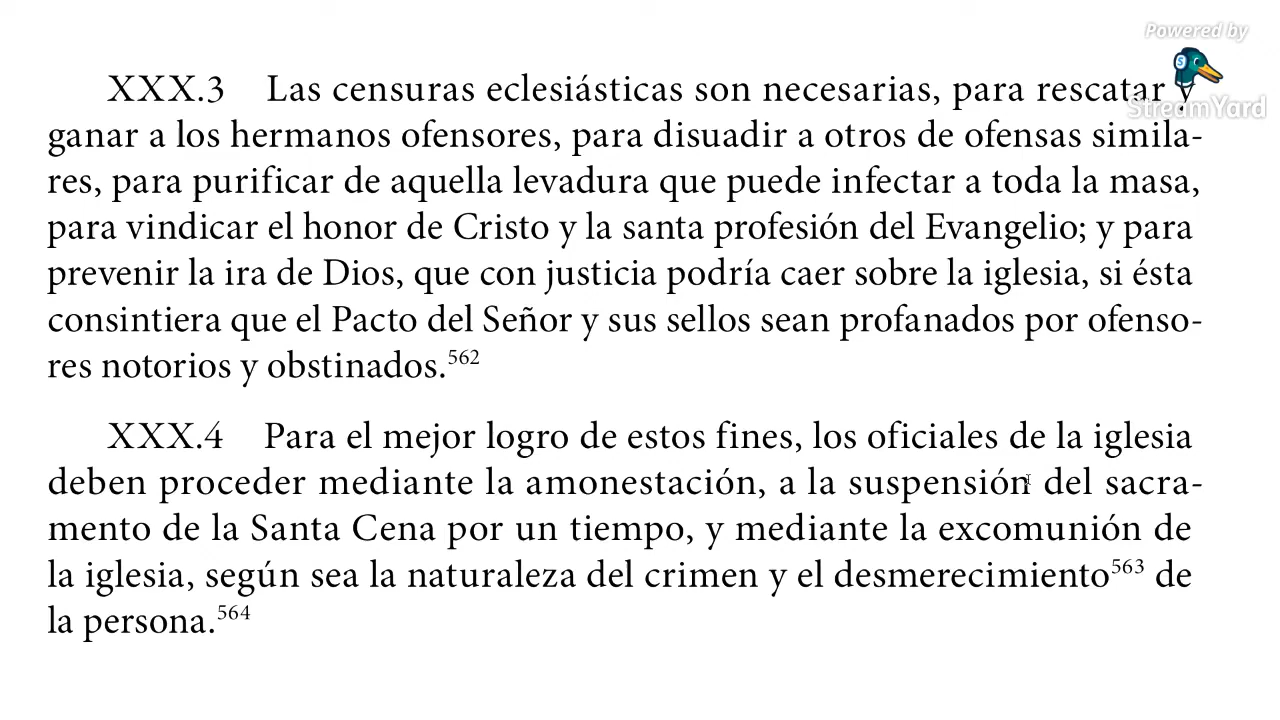 Powered by
StreamYard
XXX.3 Las censuras eclesiásticas son necesarias, para rescatar y
ganar a los hermanos ofensores, para disuadir a otros de ofensas simila-
res, para purificar de aquella levadura que puede infectar a toda la masa,
para vindicar el honor de Cristo y la santa profesión del Evangelio; y para
prevenir la ira de Dios, que con justicia podría caer sobre la iglesia, si ésta
consintiera que el Pacto del Señor y sus sellos sean profanados por ofenso-
res notorios y obstinados.562
XXX.4 Para el mejor logro de estos fines, los oficiales de la iglesia
deben proceder mediante la amonestación, a la suspensión del sacra-
mento de la Santa Cena por un tiempo, y mediante la excomunión de
la iglesia, según sea la naturaleza del crimen y el desmerecimiento563 de
la persona.564